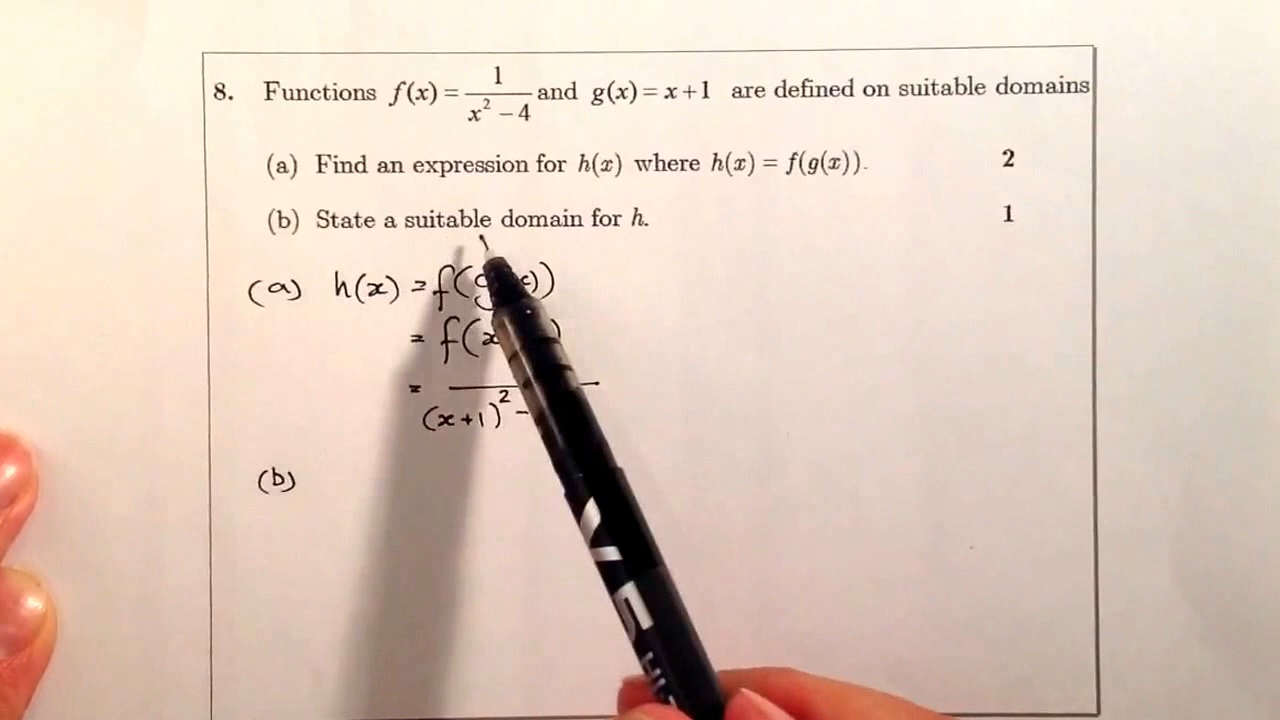 8. Functions f(x) = 1/(x² − 4) and g(x) = x + 1 are defined on suitable domains
(a) Find an expression for h(x) where h(x) = f(g(x)). 2
(b) State a suitable domain for h. 1
(a) h(x) = f(g(x))
= f(x
= (x+1)² −
(b)